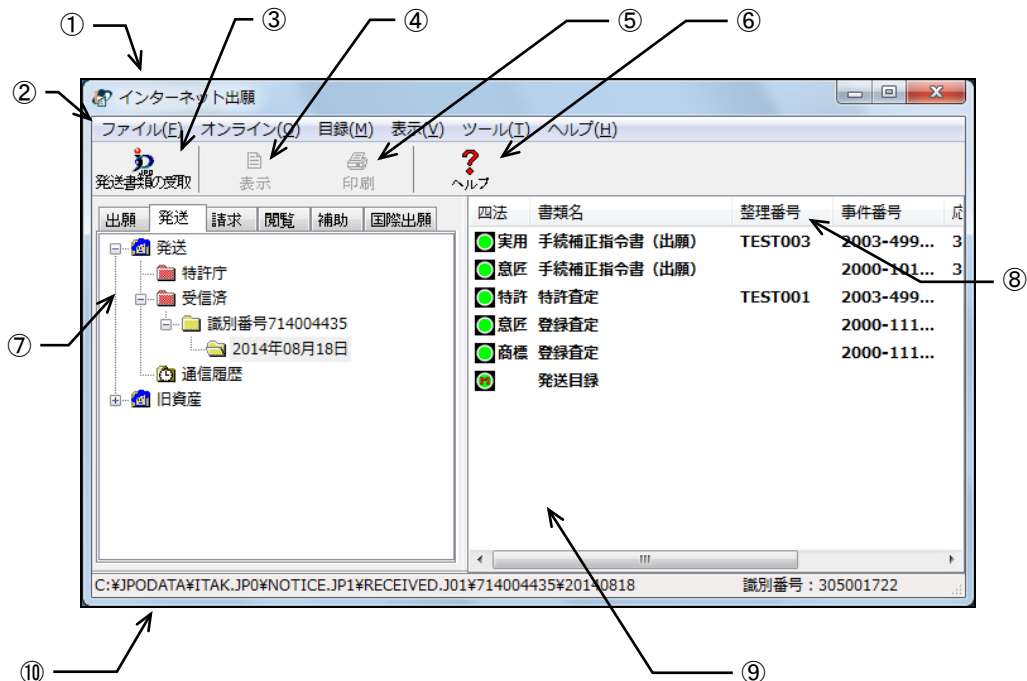 ① ③ ④ ⑤ ⑥
②
インターネット出願
ファイル(F) オンライン(O) 目録(M) 表示(V) ツール(T) ヘルプ(H)
発送書類の受取 表示 印刷 ヘルプ
出願 発送 請求 閲覧 補助 国際出願
発送
特許庁
受信済
識別番号714004435
2014年08月18日
通信履歴
旧資産
⑦
四法 書類名 整理番号 事件番号 応
実用 手続補正指令書（出願） TEST003 2003-499... 3
意匠 手続補正指令書（出願） 2000-101... 3
特許 特許査定 TEST001 2003-499...
意匠 登録査定 2000-111...
商標 登録査定 2000-111...
発送目録
⑧
C:¥JPODATA¥ITAK.JP0¥NOTICE.JP1¥RECEIVED.J01¥714004435¥20140818 識別番号：305001722
⑩ ⑨